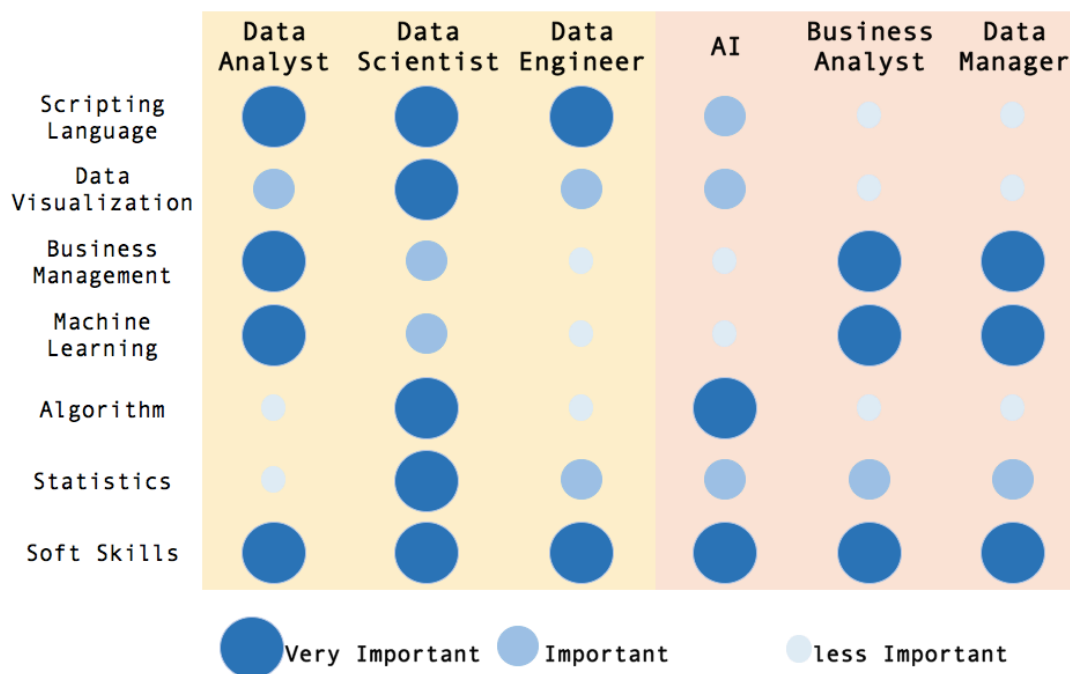 Data Analyst
Data Scientist
Data Engineer
AI
Business Analyst
Data Manager
Scripting
Language
Data
Visualization
Business
Management
Machine
Learning
Algorithm
Statistics
Soft Skills
Very Important
Important
less Important